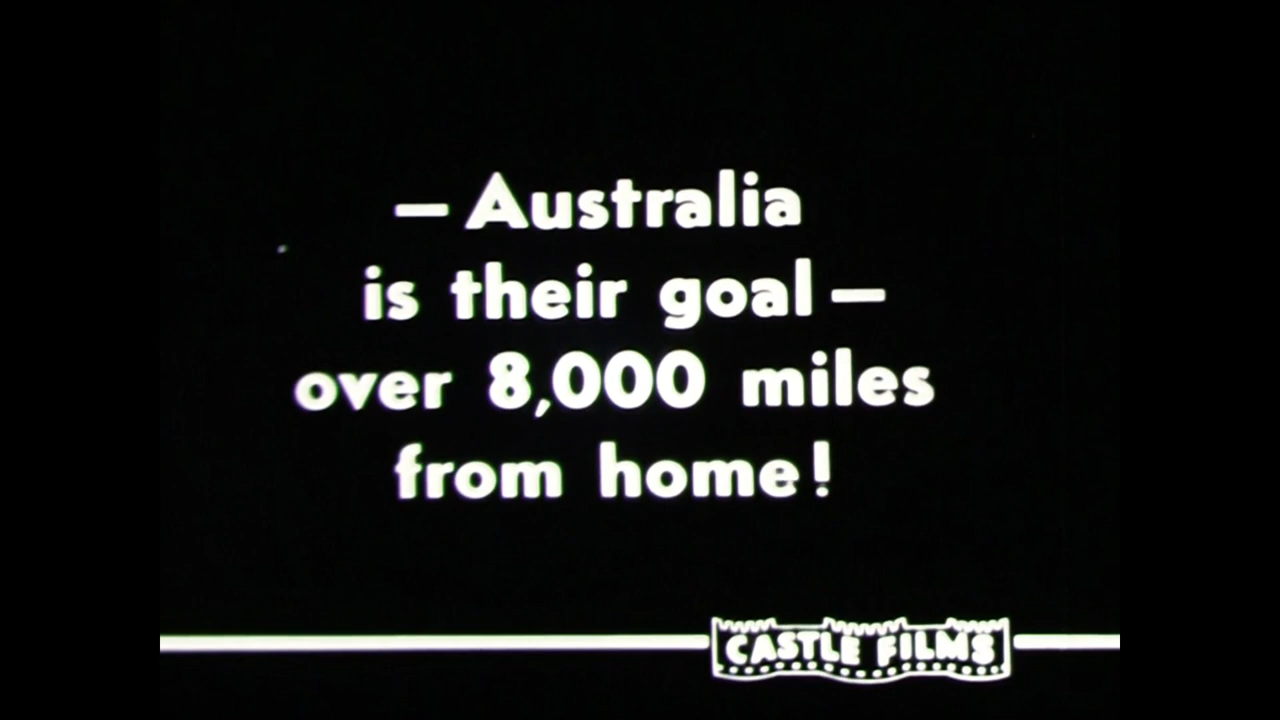 — Australia
is their goal —
over 8,000 miles
from home!
CASTLE FILMS